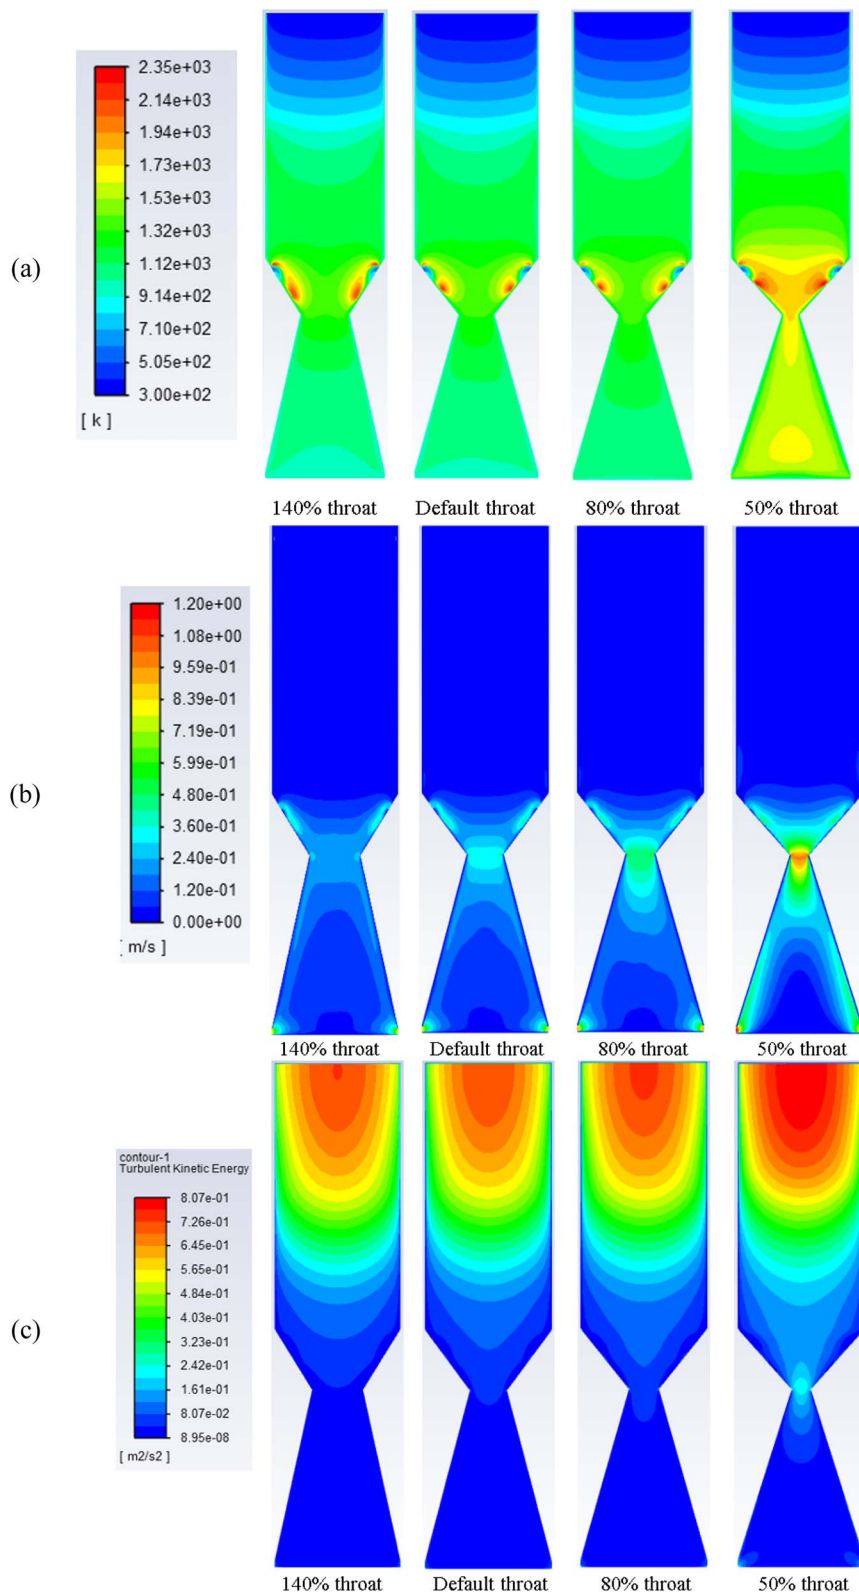 (a)
2.35e+03
2.14e+03
1.94e+03
1.73e+03
1.53e+03
1.32e+03
1.12e+03
9.14e+02
7.10e+02
5.05e+02
3.00e+02
[ k ]
140% throat
Default throat
80% throat
50% throat
(b)
1.20e+00
1.08e+00
9.59e-01
8.39e-01
7.19e-01
5.99e-01
4.80e-01
3.60e-01
2.40e-01
1.20e-01
0.00e+00
[ m/s ]
140% throat
Default throat
80% throat
50% throat
(c)
contour-1
Turbulent Kinetic Energy
8.07e-01
7.26e-01
6.45e-01
5.65e-01
4.84e-01
4.03e-01
3.23e-01
2.42e-01
1.61e-01
8.07e-02
8.95e-08
[ m2/s2 ]
140% throat
Default throat
80% throat
50% throat